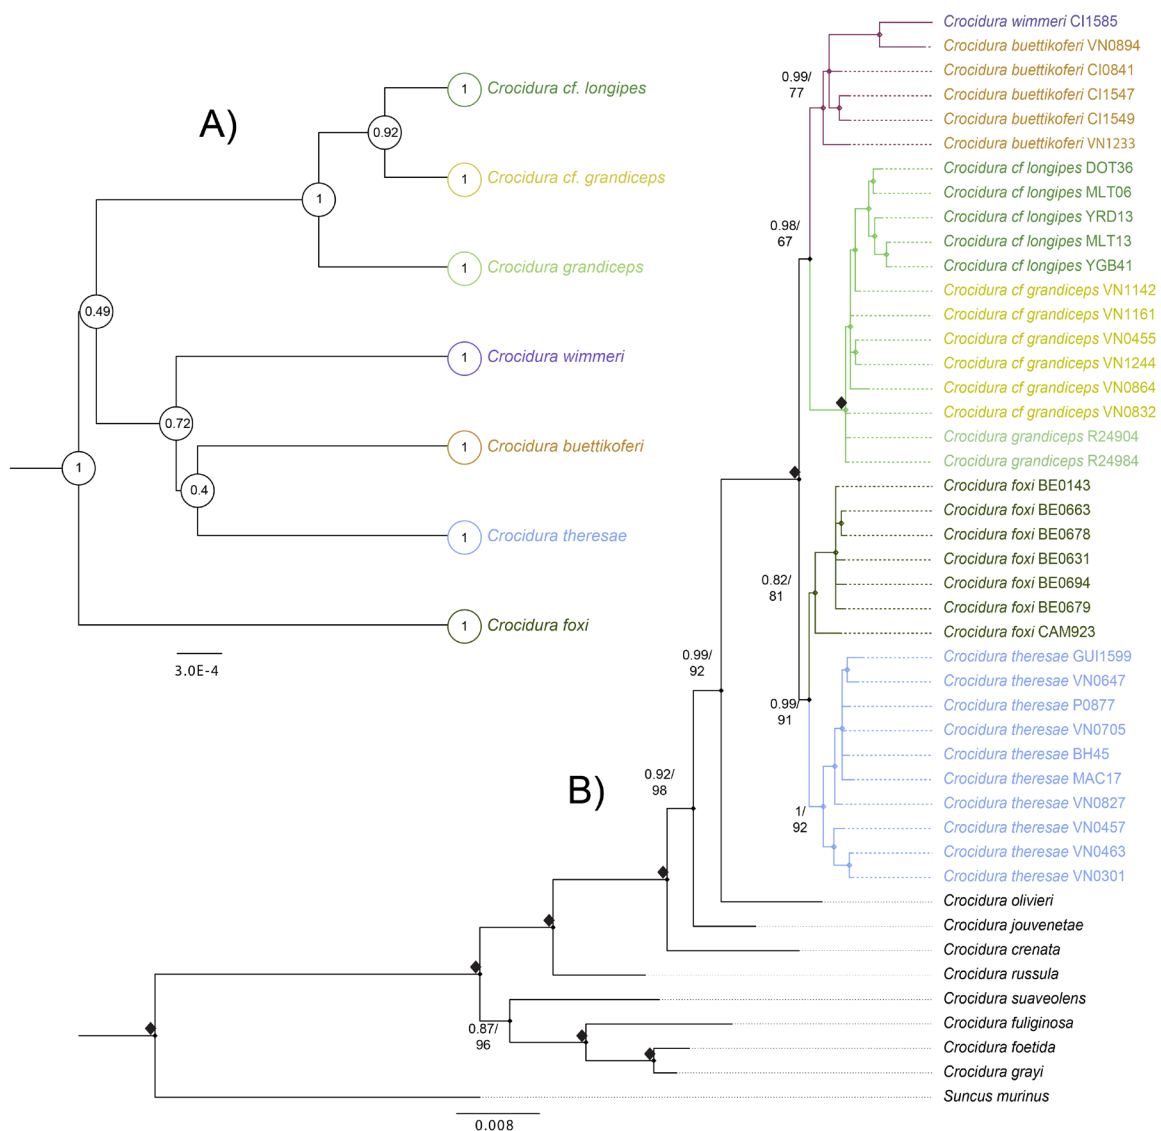 A)
1
Crocidura cf. longipes
0.92
1
Crocidura cf. grandiceps
1
1
Crocidura grandiceps
0.49
1
Crocidura wimmeri
0.72
1
Crocidura buettikoferi
1
0.4
1
Crocidura theresae
1
Crocidura foxi
3.0E-4
B)
Crocidura wimmeri CI1585
Crocidura buettikoferi VN0894
Crocidura buettikoferi CI0841
Crocidura buettikoferi CI1547
Crocidura buettikoferi CI1549
Crocidura buettikoferi VN1233
Crocidura cf longipes DOT36
Crocidura cf longipes MLT06
Crocidura cf longipes YRD13
Crocidura cf longipes MLT13
Crocidura cf longipes YGB41
Crocidura cf grandiceps VN1142
Crocidura cf grandiceps VN1161
Crocidura cf grandiceps VN0455
Crocidura cf grandiceps VN1244
Crocidura cf grandiceps VN0864
Crocidura cf grandiceps VN0832
Crocidura grandiceps R24904
Crocidura grandiceps R24984
Crocidura foxi BE0143
Crocidura foxi BE0663
Crocidura foxi BE0678
Crocidura foxi BE0631
Crocidura foxi BE0694
Crocidura foxi BE0679
Crocidura foxi CAM923
Crocidura theresae GUI1599
Crocidura theresae VN0647
Crocidura theresae P0877
Crocidura theresae VN0705
Crocidura theresae BH45
Crocidura theresae MAC17
Crocidura theresae VN0827
Crocidura theresae VN0457
Crocidura theresae VN0463
Crocidura theresae VN0301
Crocidura olivieri
Crocidura jouvenetae
Crocidura crenata
Crocidura russula
Crocidura suaveolens
Crocidura fuliginosa
Crocidura foetida
Crocidura grayi
Suncus murinus
0.99/
77
0.98/
67
0.82/
81
0.99/
92
0.99/
91
0.92/
98
1/
92
0.87/
96
0.008